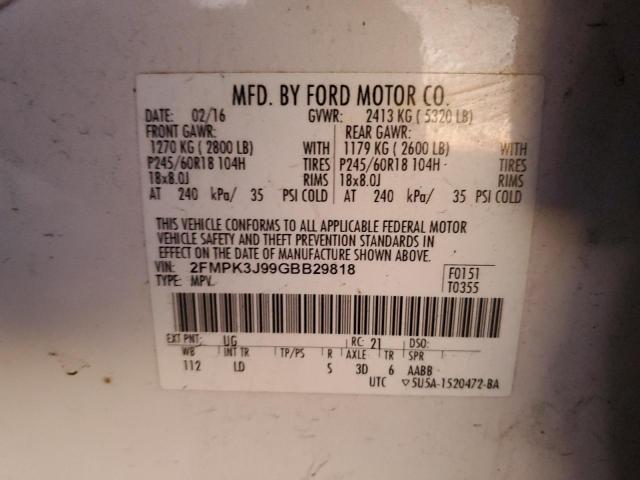 MFD. BY FORD MOTOR CO.
DATE: 02/16 GVWR: 2413 KG ( 5320 LB)
FRONT GAWR: REAR GAWR:
1270 KG ( 2800 LB) WITH 1179 KG ( 2600 LB) WITH
P245/60R18 104H TIRES P245/60R18 104H TIRES
18x8.0J RIMS 18x8.0J RIMS
AT 240 kPa/ 35 PSI COLD AT 240 kPa/ 35 PSI COLD
THIS VEHICLE CONFORMS TO ALL APPLICABLE FEDERAL MOTOR
VEHICLE SAFETY AND THEFT PREVENTION STANDARDS IN
EFFECT ON THE DATE OF MANUFACTURE SHOWN ABOVE.
VIN: 2FMPK3J99GBB29818 F0151
TYPE: MPV T0355
EXT PNT: UG RC: 21 DSO:
WB INT TR TP/PS R AXLE TR SPR
112 LD S 3D 6 AABB
UTC ▽5U5A-1520472-BA